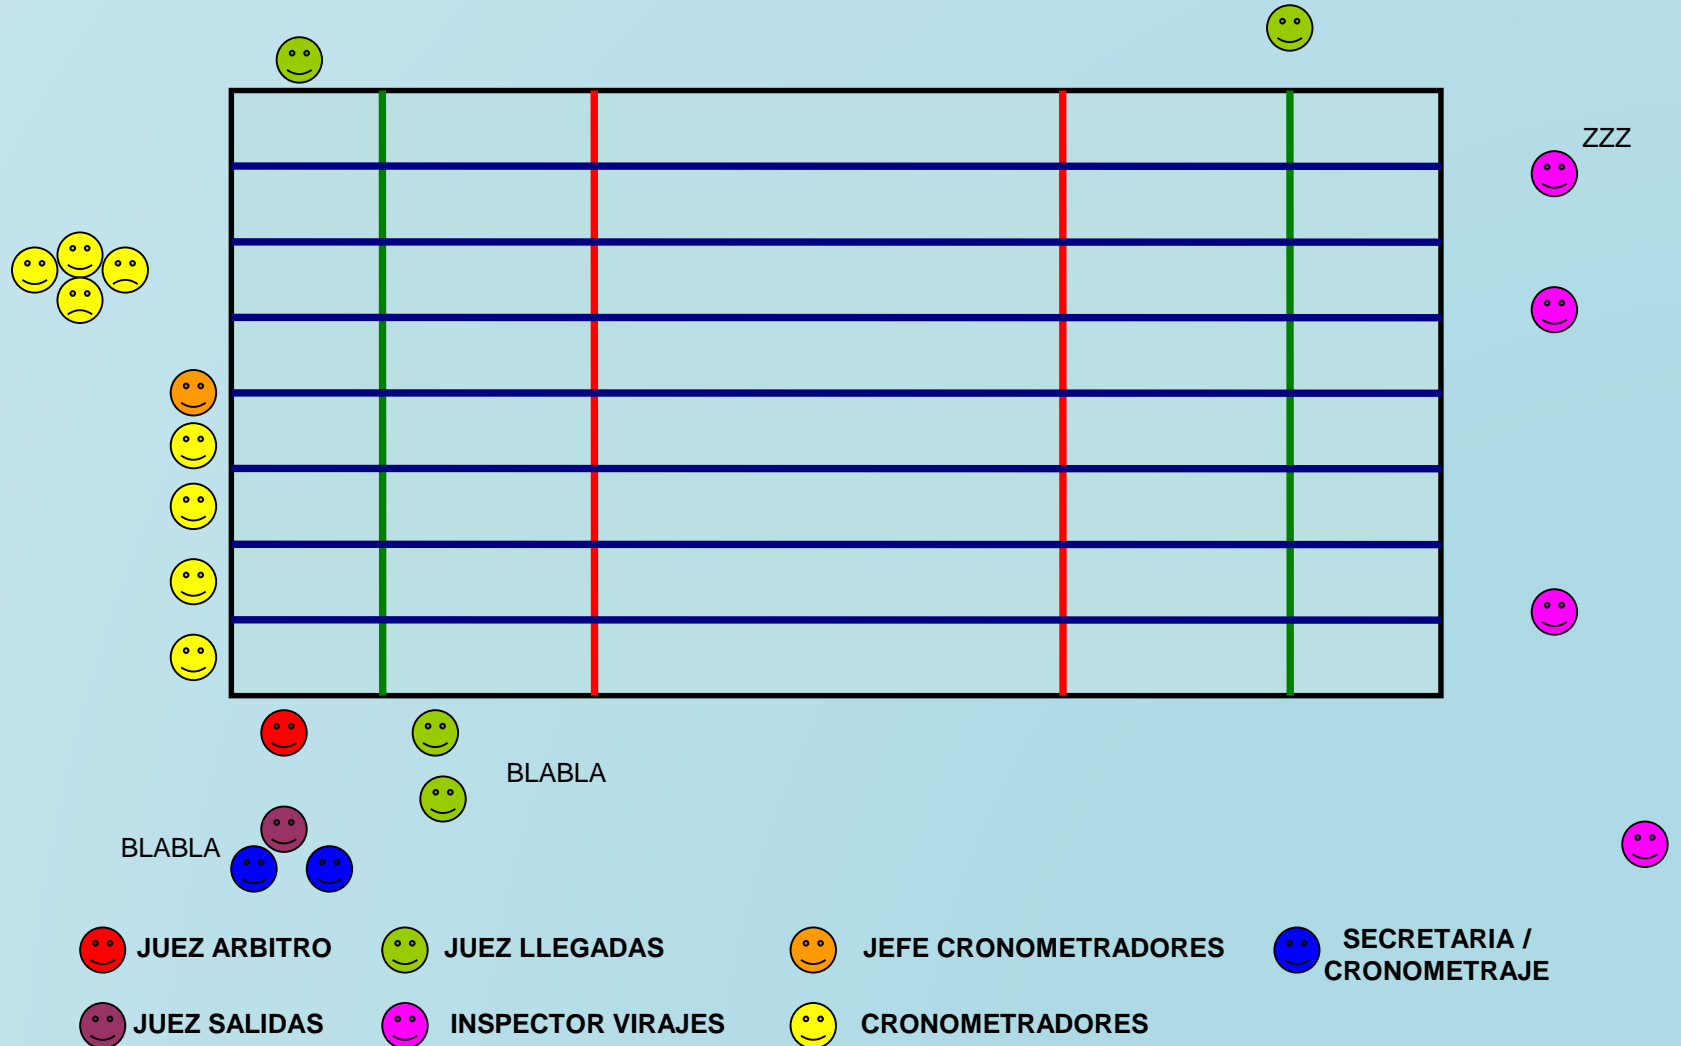 ZZZ
BLABLA
BLABLA
JUEZ ARBITRO
JUEZ LLEGADAS
JEFE CRONOMETRADORES
SECRETARIA /
CRONOMETRAJE
JUEZ SALIDAS
INSPECTOR VIRAJES
CRONOMETRADORES